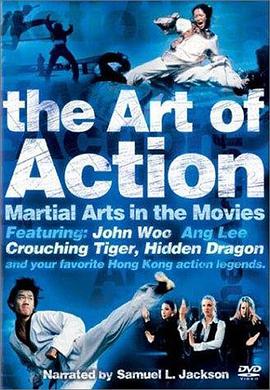 the Art of
Action
Martial Arts in the Movies
Featuring: John Woo Ang Lee
Crouching Tiger, Hidden Dragon
and your favorite Hong Kong action legends.
Narrated by Samuel L. Jackson
DVD
VIDEO